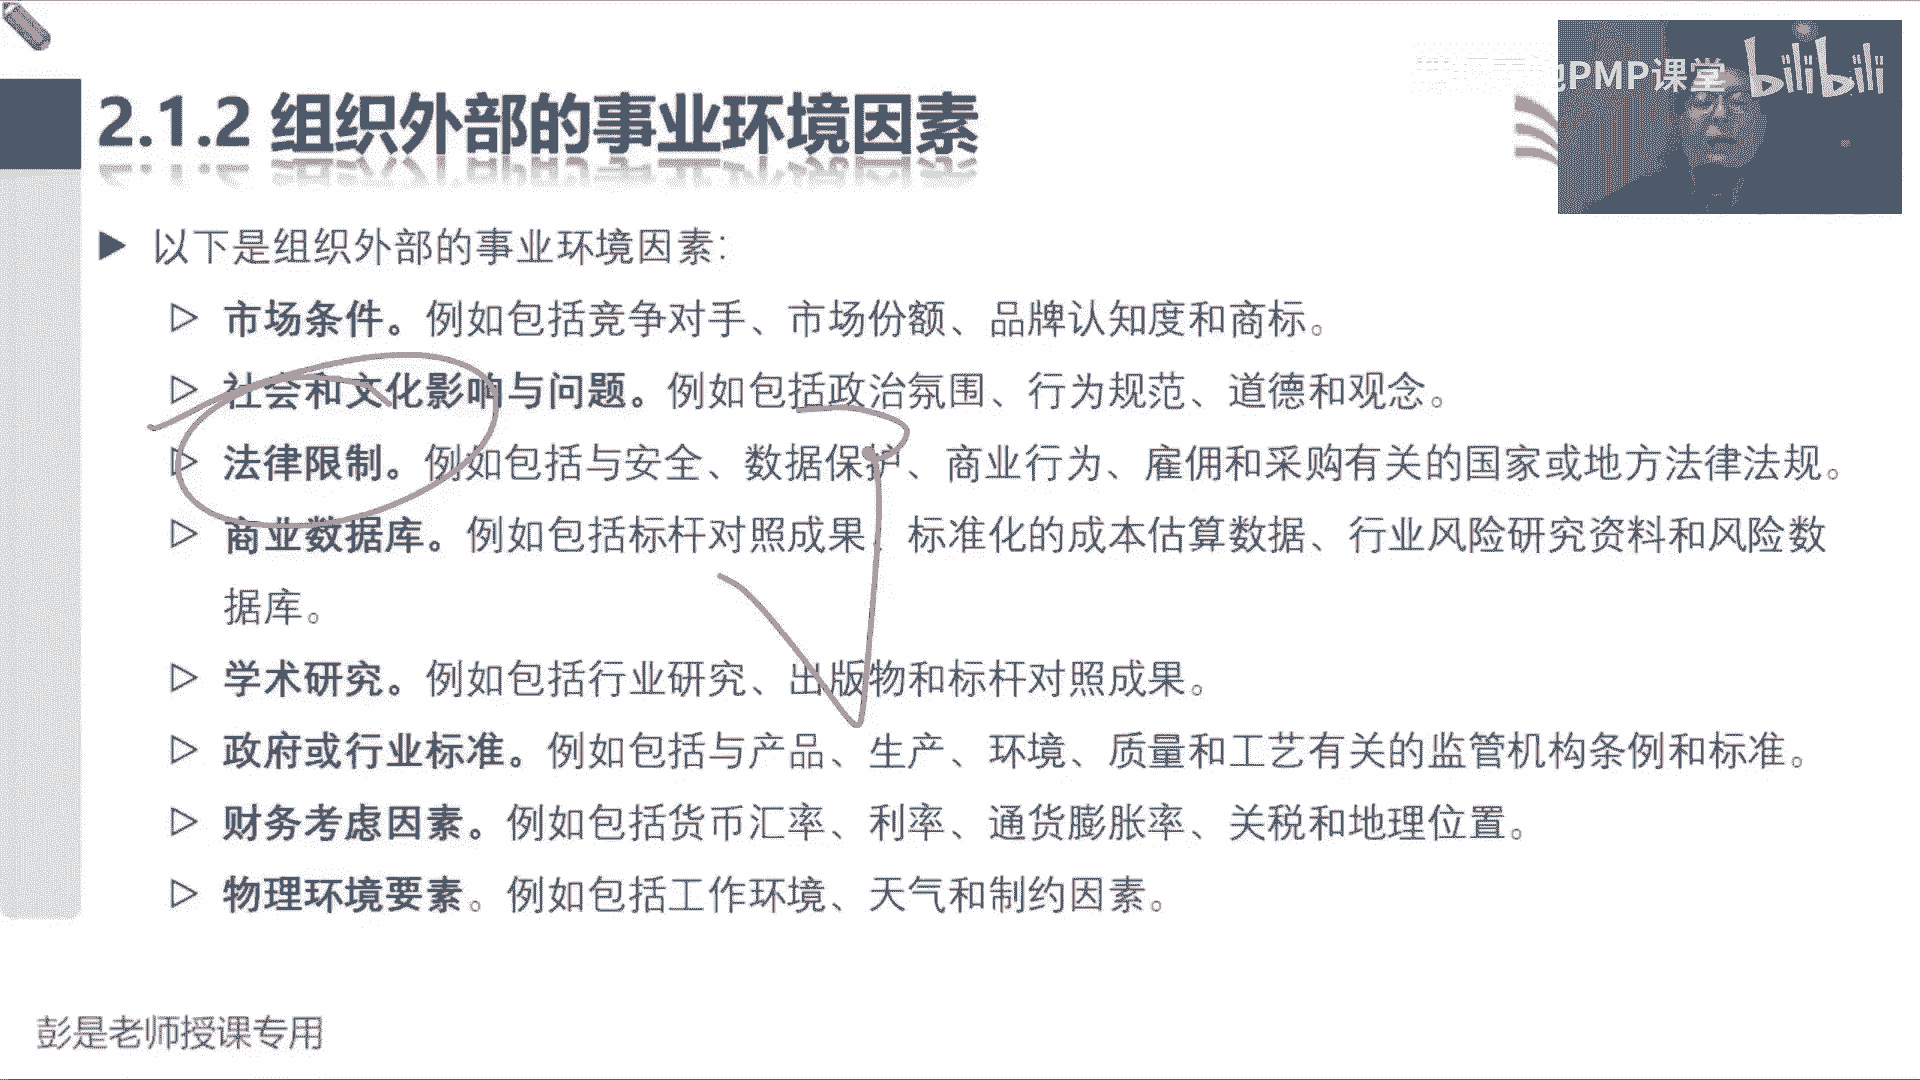 PMP课堂 bilibili
2.1.2 组织外部的事业环境因素
以下是组织外部的事业环境因素：
市场条件。例如包括竞争对手、市场份额、品牌认知度和商标。
社会和文化影响与问题。例如包括政治氛围、行为规范、道德和观念。
法律限制。例如包括与安全、数据保护、商业行为、雇佣和采购有关的国家或地方法律法规。
商业数据库。例如包括标杆对照成果、标准化的成本估算数据、行业风险研究资料和风险数
据库。
学术研究。例如包括行业研究、出版物和标杆对照成果。
政府或行业标准。例如包括与产品、生产、环境、质量和工艺有关的监管机构条例和标准。
财务考虑因素。例如包括货币汇率、利率、通货膨胀率、关税和地理位置。
物理环境要素。例如包括工作环境、天气和制约因素。
彭是老师授课专用